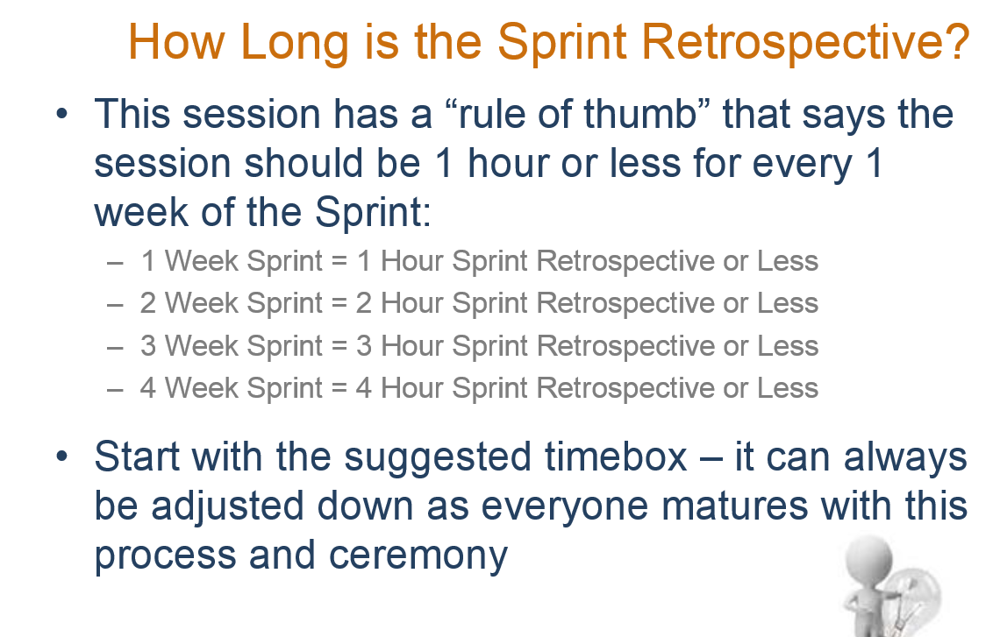 How Long is the Sprint Retrospective?
• This session has a “rule of thumb” that says the
session should be 1 hour or less for every 1
week of the Sprint:
– 1 Week Sprint = 1 Hour Sprint Retrospective or Less
– 2 Week Sprint = 2 Hour Sprint Retrospective or Less
– 3 Week Sprint = 3 Hour Sprint Retrospective or Less
– 4 Week Sprint = 4 Hour Sprint Retrospective or Less
• Start with the suggested timebox – it can always
be adjusted down as everyone matures with this
process and ceremony